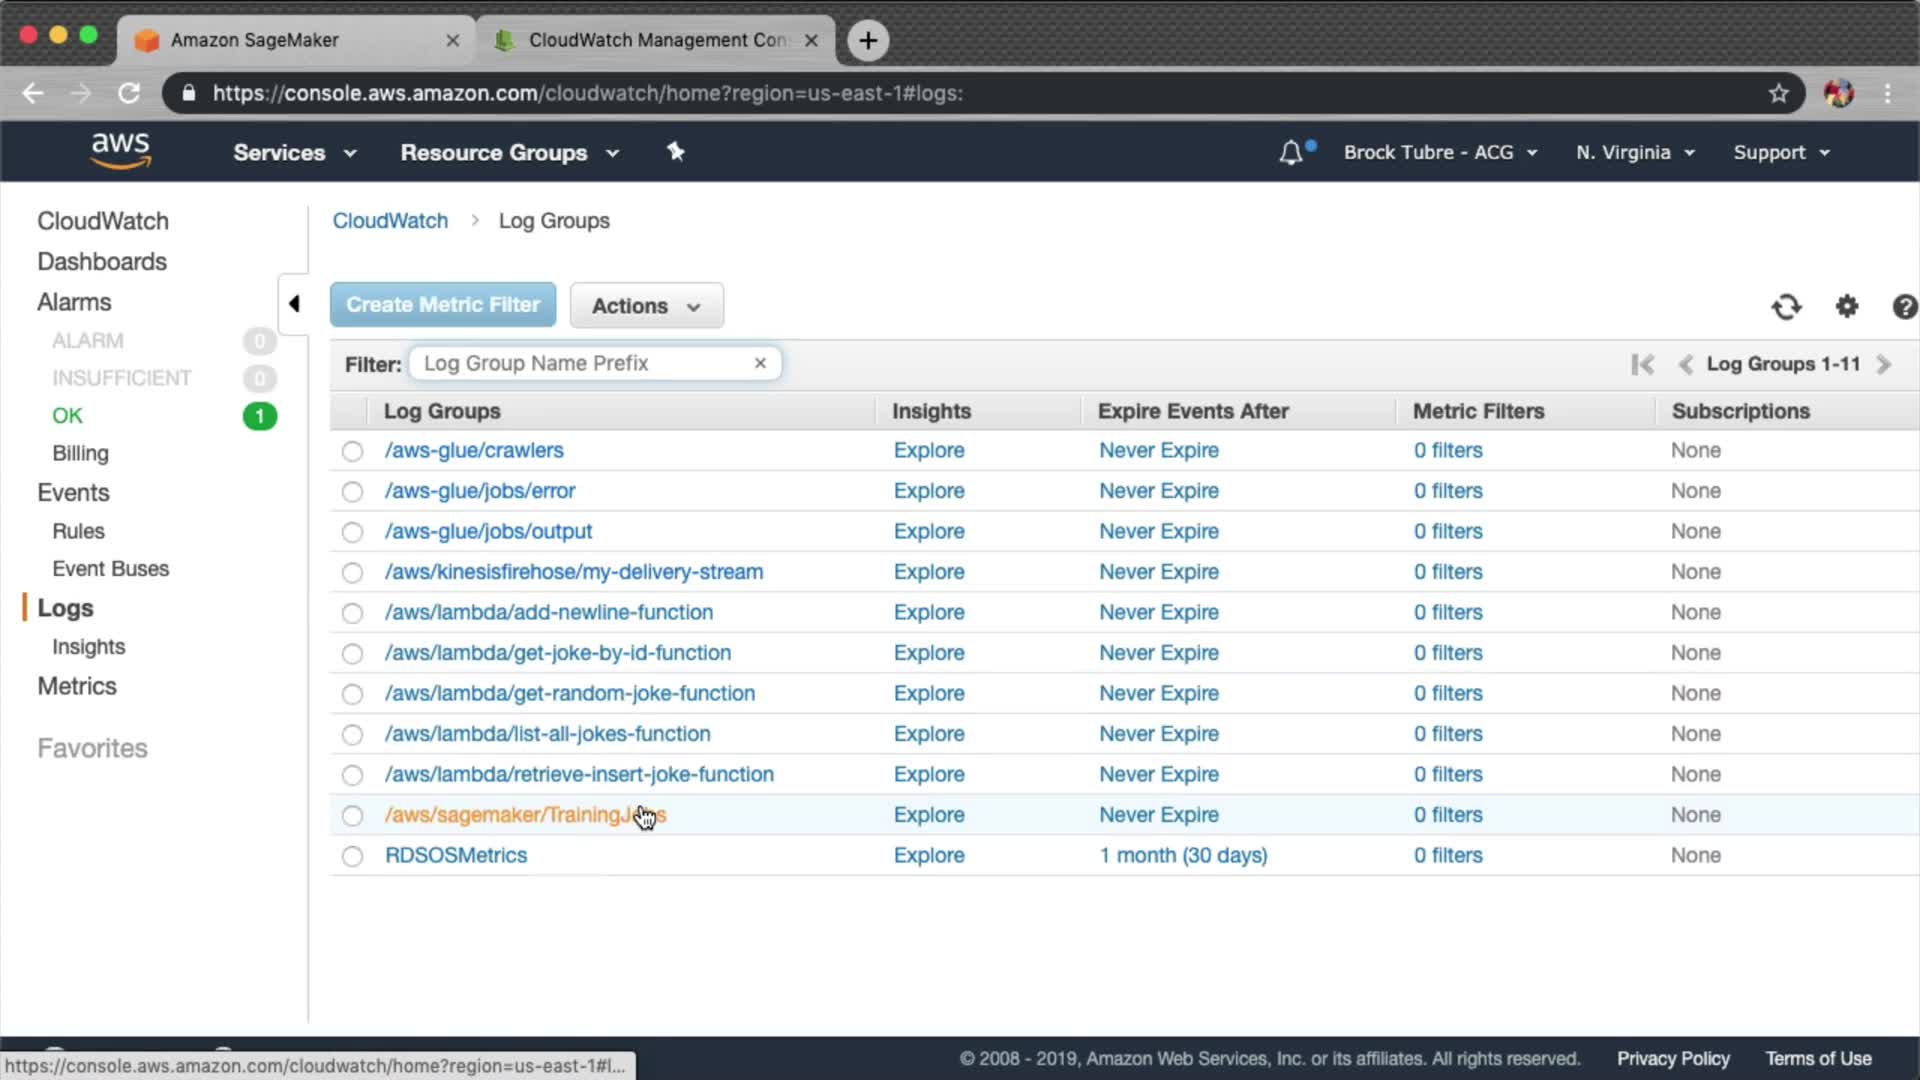 Amazon SageMaker
CloudWatch Management Con
https://console.aws.amazon.com/cloudwatch/home?region=us-east-1#logs:
aws
Services
Resource Groups
Brock Tubre - ACG
N. Virginia
Support
CloudWatch
Dashboards
Alarms
ALARM 0
INSUFFICIENT 0
OK 1
Billing
Events
Rules
Event Buses
Logs
Insights
Metrics
Favorites
CloudWatch > Log Groups
Create Metric Filter
Actions
Filter: Log Group Name Prefix
Log Groups 1-11
Log Groups Insights Expire Events After Metric Filters Subscriptions
/aws-glue/crawlers Explore Never Expire 0 filters None
/aws-glue/jobs/error Explore Never Expire 0 filters None
/aws-glue/jobs/output Explore Never Expire 0 filters None
/aws/kinesisfirehose/my-delivery-stream Explore Never Expire 0 filters None
/aws/lambda/add-newline-function Explore Never Expire 0 filters None
/aws/lambda/get-joke-by-id-function Explore Never Expire 0 filters None
/aws/lambda/get-random-joke-function Explore Never Expire 0 filters None
/aws/lambda/list-all-jokes-function Explore Never Expire 0 filters None
/aws/lambda/retrieve-insert-joke-function Explore Never Expire 0 filters None
/aws/sagemaker/TrainingJobs Explore Never Expire 0 filters None
RDSOSMetrics Explore 1 month (30 days) 0 filters None
https://console.aws.amazon.com/cloudwatch/home?region=us-east-1#l...
© 2008 - 2019, Amazon Web Services, Inc. or its affiliates. All rights reserved.
Privacy Policy
Terms of Use